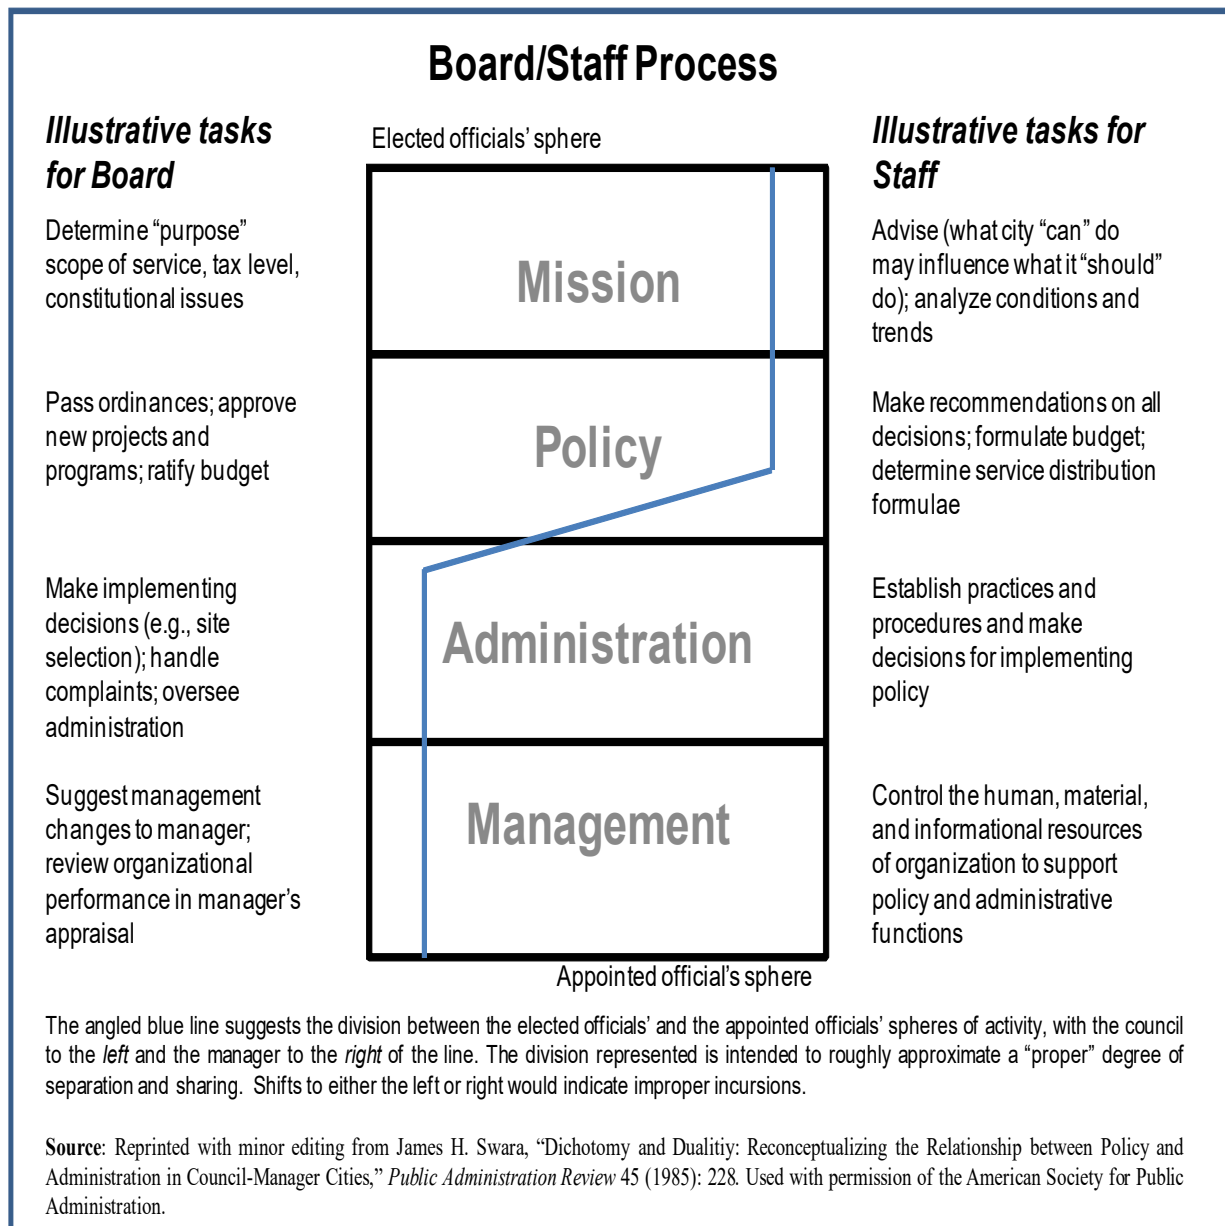 Board/Staff Process
Illustrative tasks
for Board
Elected officials’ sphere
Illustrative tasks for
Staff
Determine “purpose”
scope of service, tax level,
constitutional issues
Mission
Advise (what city “can” do
may influence what it “should”
do); analyze conditions and
trends
Pass ordinances; approve
new projects and
programs; ratify budget
Policy
Make recommendations on all
decisions; formulate budget;
determine service distribution
formulae
Make implementing
decisions (e.g., site
selection); handle
complaints; oversee
administration
Administration
Establish practices and
procedures and make
decisions for implementing
policy
Suggest management
changes to manager;
review organizational
performance in manager’s
appraisal
Management
Control the human, material,
and informational resources
of organization to support
policy and administrative
functions
Appointed official’s sphere
The angled blue line suggests the division between the elected officials’ and the appointed officials’ spheres of activity, with the council
to the left and the manager to the right of the line. The division represented is intended to roughly approximate a “proper” degree of
separation and sharing. Shifts to either the left or right would indicate improper incursions.
Source: Reprinted with minor editing from James H. Swara, “Dichotomy and Dualitiy: Reconceptualizing the Relationship between Policy and
Administration in Council-Manager Cities,” Public Administration Review 45 (1985): 228. Used with permission of the American Society for Public
Administration.